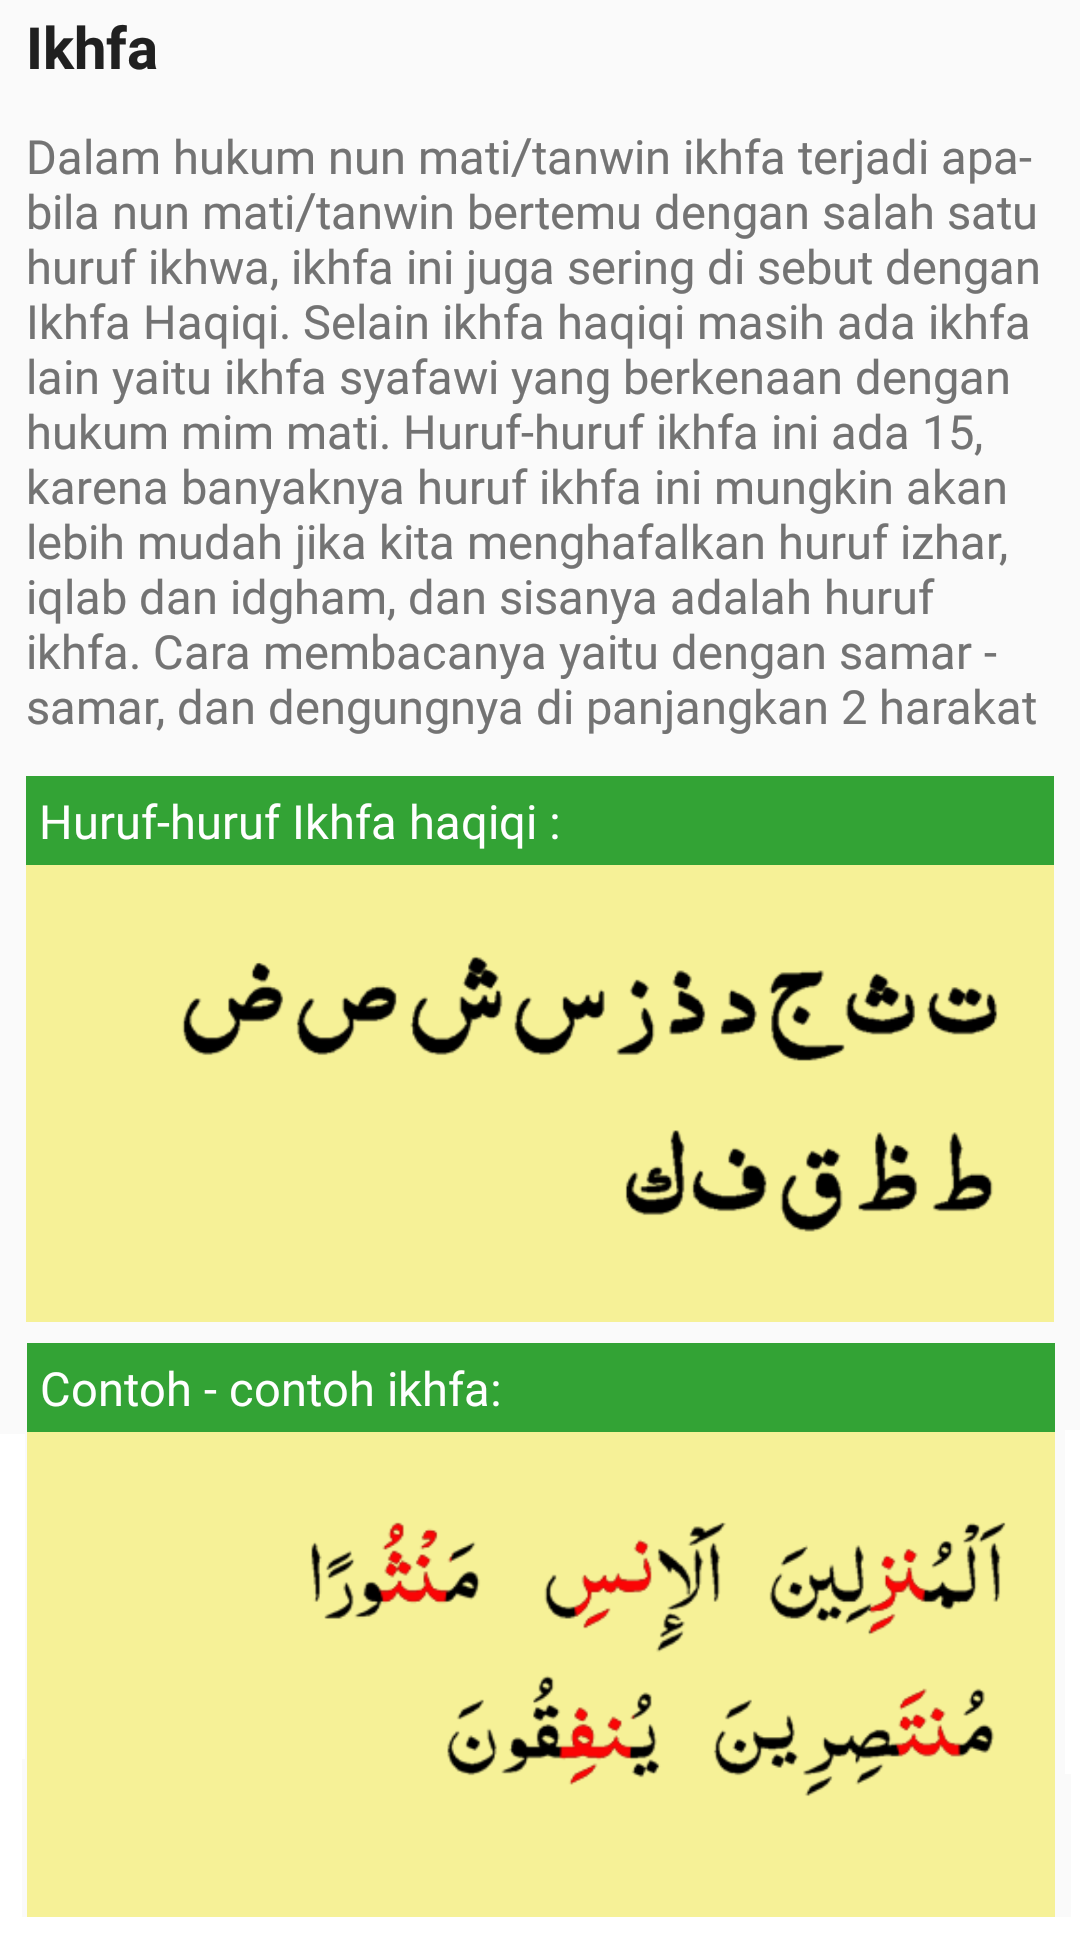 Ikhfa
Dalam hukum nun mati/tanwin ikhfa terjadi apa-
bila nun mati/tanwin bertemu dengan salah satu
huruf ikhwa, ikhfa ini juga sering di sebut dengan
Ikhfa Haqiqi. Selain ikhfa haqiqi masih ada ikhfa
lain yaitu ikhfa syafawi yang berkenaan dengan
hukum mim mati. Huruf-huruf ikhfa ini ada 15,
karena banyaknya huruf ikhfa ini mungkin akan
lebih mudah jika kita menghafalkan huruf izhar,
iqlab dan idgham, dan sisanya adalah huruf
ikhfa. Cara membacanya yaitu dengan samar -
samar, dan dengungnya di panjangkan 2 harakat
Huruf-huruf Ikhfa haqiqi :
ت ث ج د ذ ز س ش ص ض
ط ظ ق ف ك
Contoh - contoh ikhfa:
اَلْمُنزِلِينَ اَلْإِنسِ مَنْثُورًا
مُنتَصِرِينَ يُنفِقُونَ